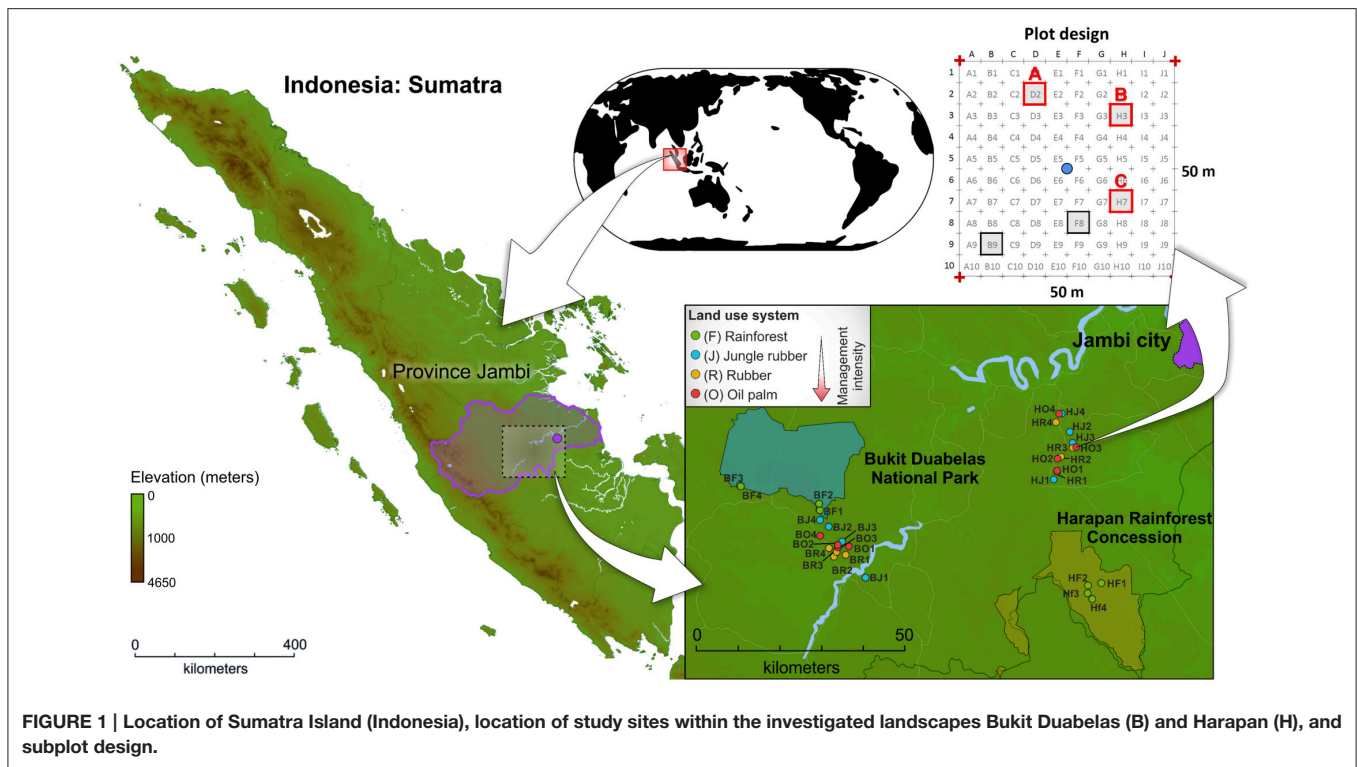 Indonesia: Sumatra
Province Jambi
Elevation (meters)
0
1000
4650
0 400
kilometers
Plot design
A B C D E F G H I J
1 A1 B1 C1 A E1 F1 G1 H1 I1 J1
2 A2 B2 C2 D2 E2 F2 G2 B I2 J2
3 A3 B3 C3 D3 E3 F3 G3 H3 I3 J3
4 A4 B4 C4 D4 E4 F4 G4 H4 I4 J4
5 A5 B5 C5 D5 E5 F5 G5 H5 I5 J5
50 m
6 A6 B6 C6 D6 E6 F6 G6 H6 I6 J6
C
7 A7 B7 C7 D7 E7 F7 G7 H7 I7 J7
8 A8 B8 C8 D8 E8 F8 G8 H8 I8 J8
9 A9 B9 C9 D9 E9 F9 G9 H9 I9 J9
10 A10 B10 C10 D10 E10 F10 G10 H10 I10 J10
50 m
Land use system
(F) Rainforest
(J) Jungle rubber
(R) Rubber
(O) Oil palm
Management
intensity
Jambi city
HO4 HJ4
HR4 HJ2
HJ3
HR3 HO3
HO2 HR2
HO1
HJ1 HR1
Bukit Duabelas
National Park
BF3
BF4
BF2
BF1
BJ4
BJ2 BJ3
BO4 BO3
BO2 BO1
BR4 BR1
BR3 BR2
BJ1
Harapan Rainforest
Concession
HF2 HF1
Hf3
Hf4
0 50
kilometers
FIGURE 1 | Location of Sumatra Island (Indonesia), location of study sites within the investigated landscapes Bukit Duabelas (B) and Harapan (H), and
subplot design.